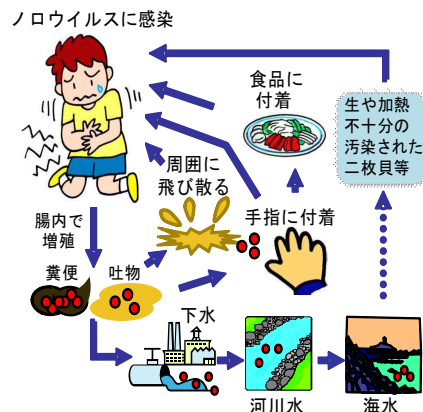 ノロウイルスに感染
食品に
付着
生や加熱
不十分の
汚染された
二枚貝等
周囲に
飛び散る
腸内で
増殖
手指に付着
糞便
吐物
下水
河川水
海水